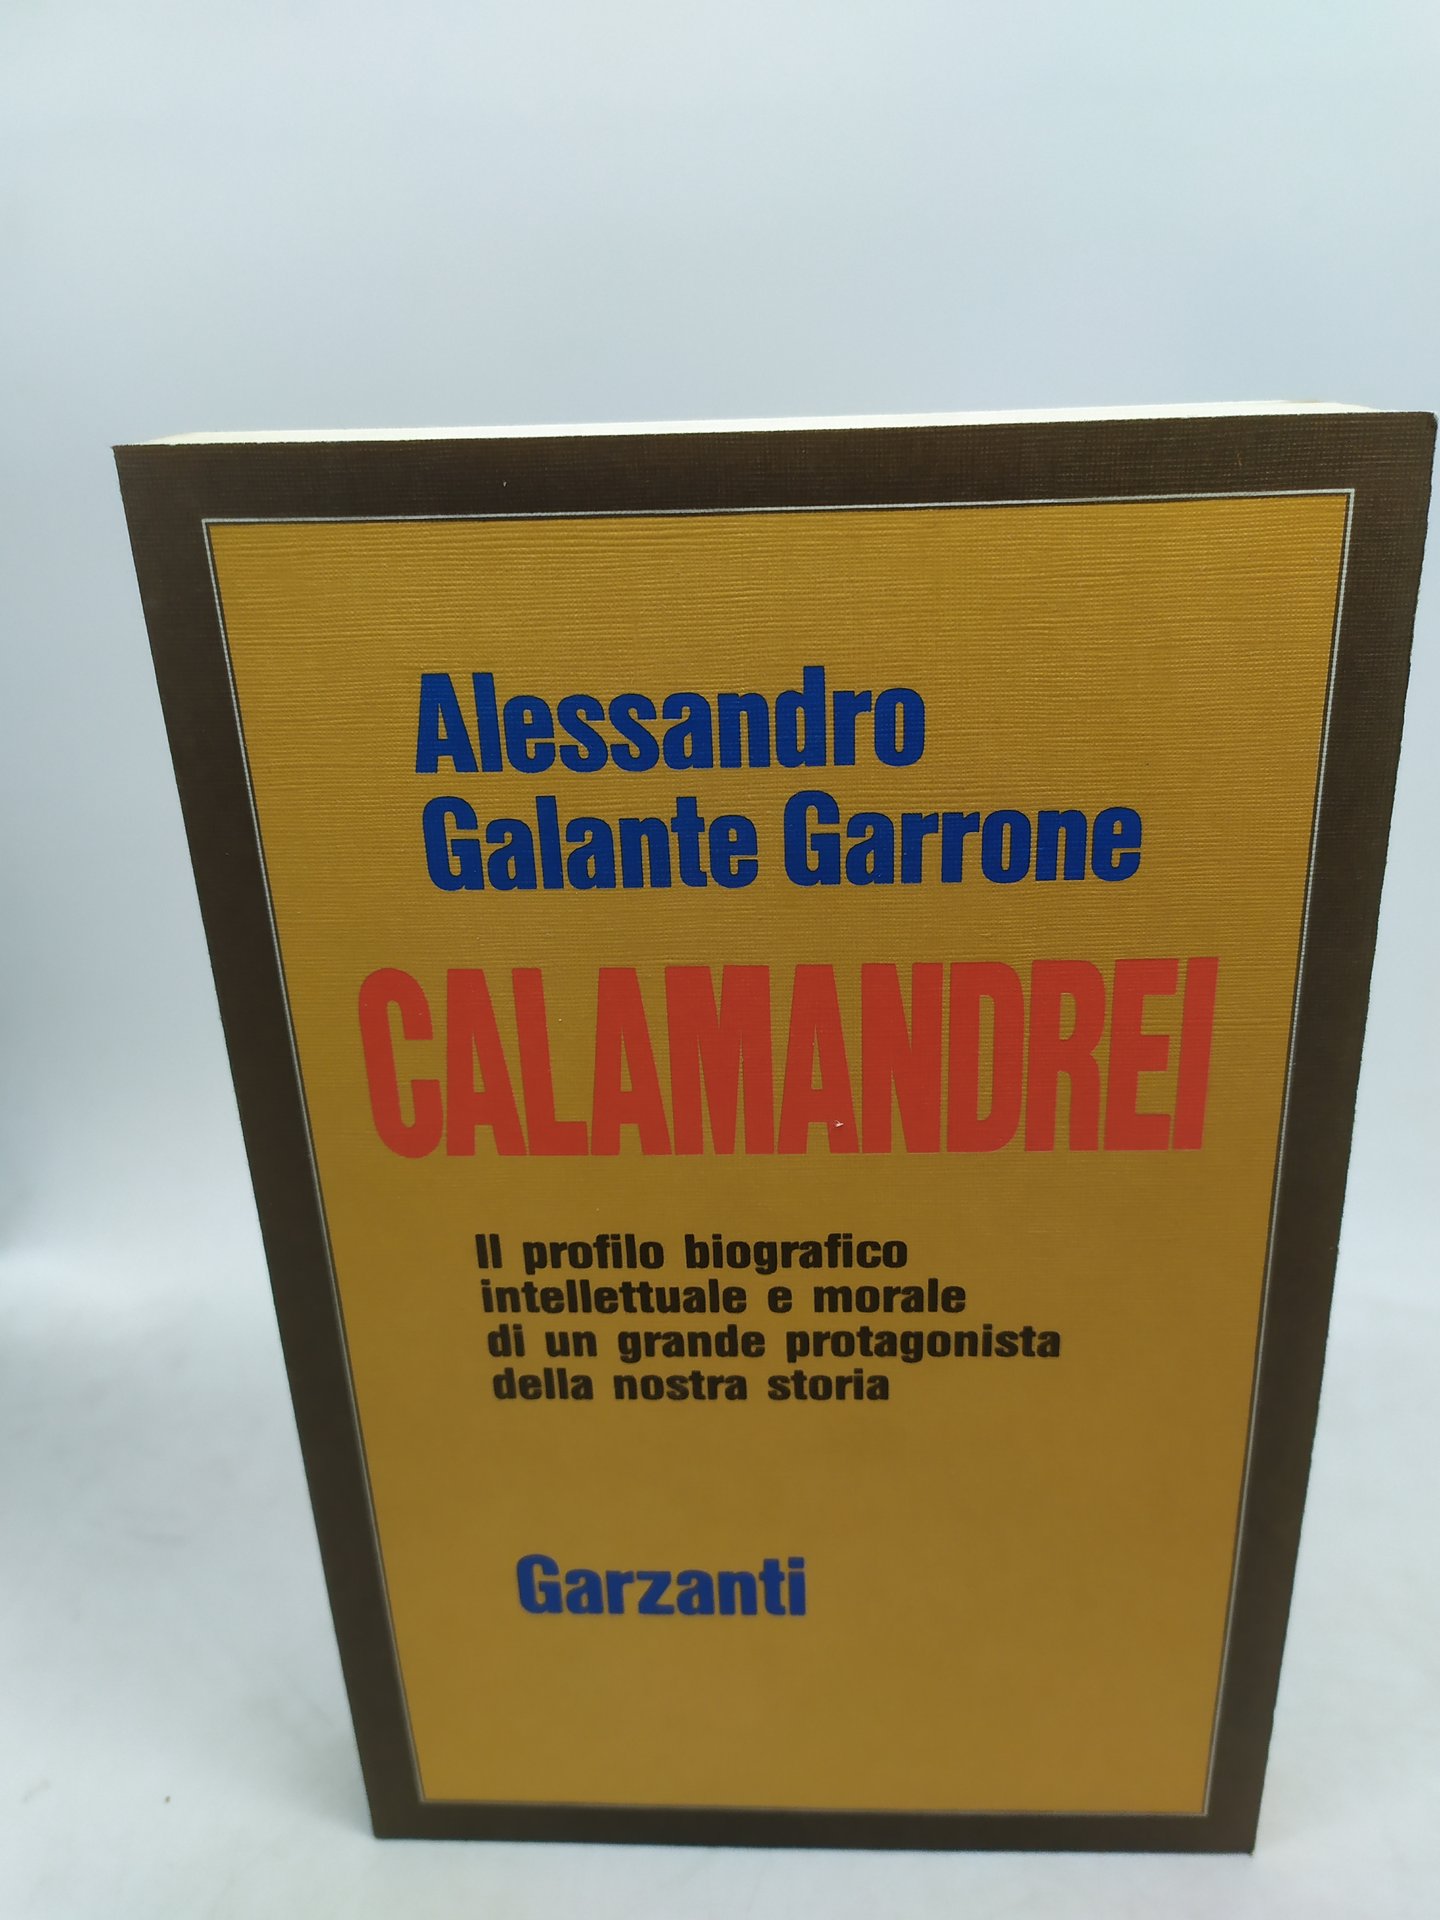 Alessandro
Galante Garrone
CALAMANDREI
Il profilo biografico
intellettuale e morale
di un grande protagonista
della nostra storia
Garzanti